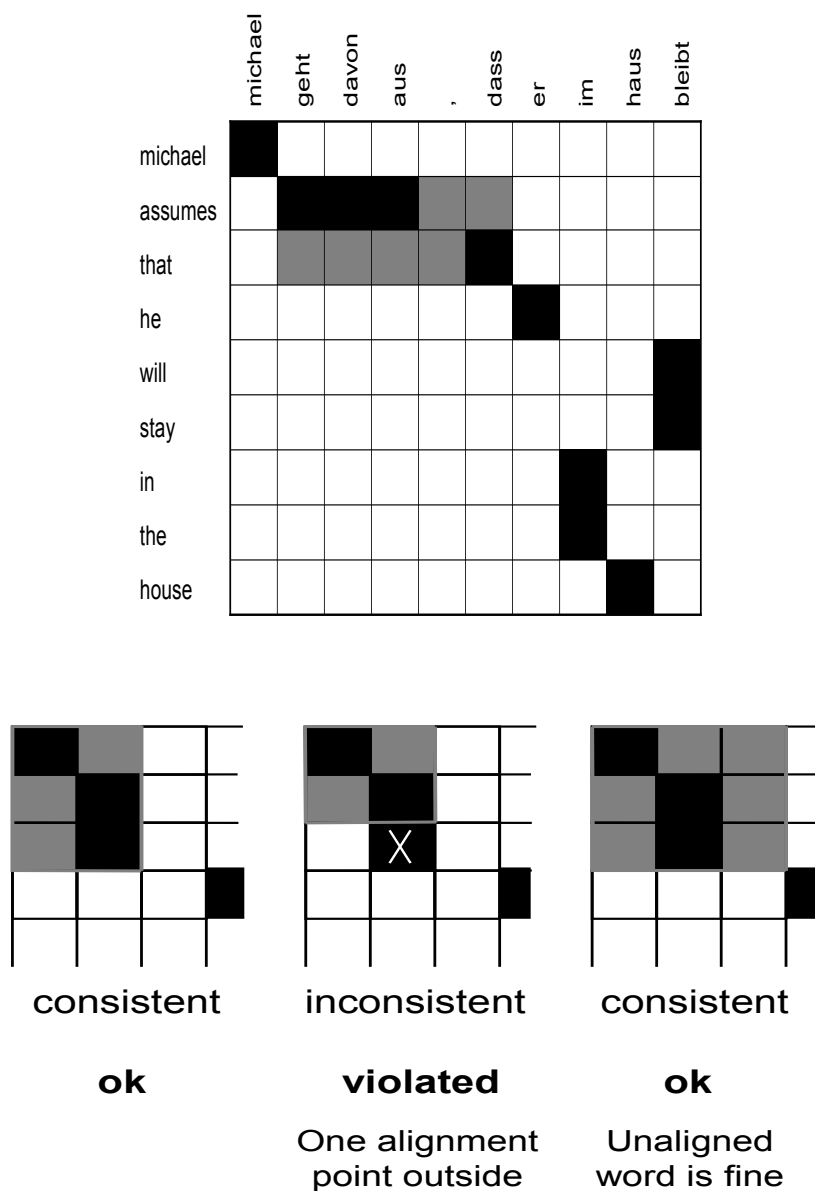 michael
geht
davon
aus
,
dass
er
im
haus
bleibt
michael
assumes
that
he
will
stay
in
the
house
X
consistent
inconsistent
consistent
ok
violated
ok
One alignment
point outside
Unaligned
word is fine